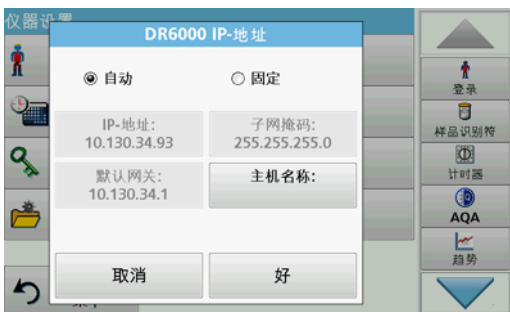 仪器设
DR6000 IP-地址
自动
固定
IP-地址:
10.130.34.93
子网掩码:
255.255.255.0
默认网关:
10.130.34.1
主机名称:
取消
好
登录
样品识别符
计时器
AQA
趋势